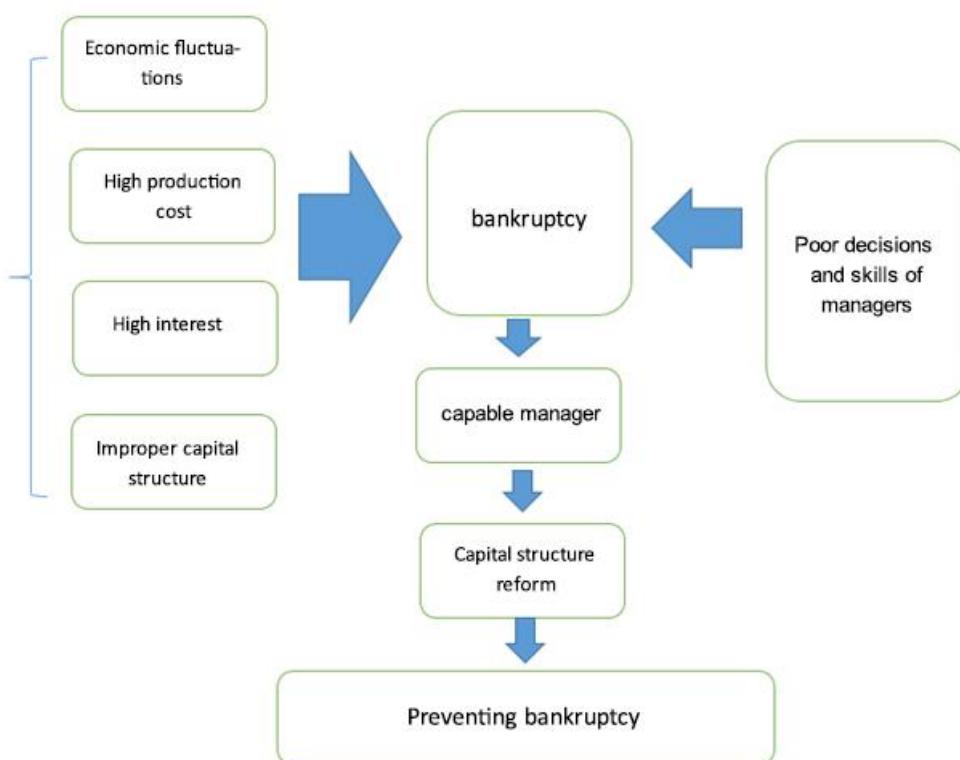 Economic fluctua-
tions
High production
cost
High interest
Improper capital
structure
bankruptcy
Poor decisions
and skills of
managers
capable manager
Capital structure
reform
Preventing bankruptcy